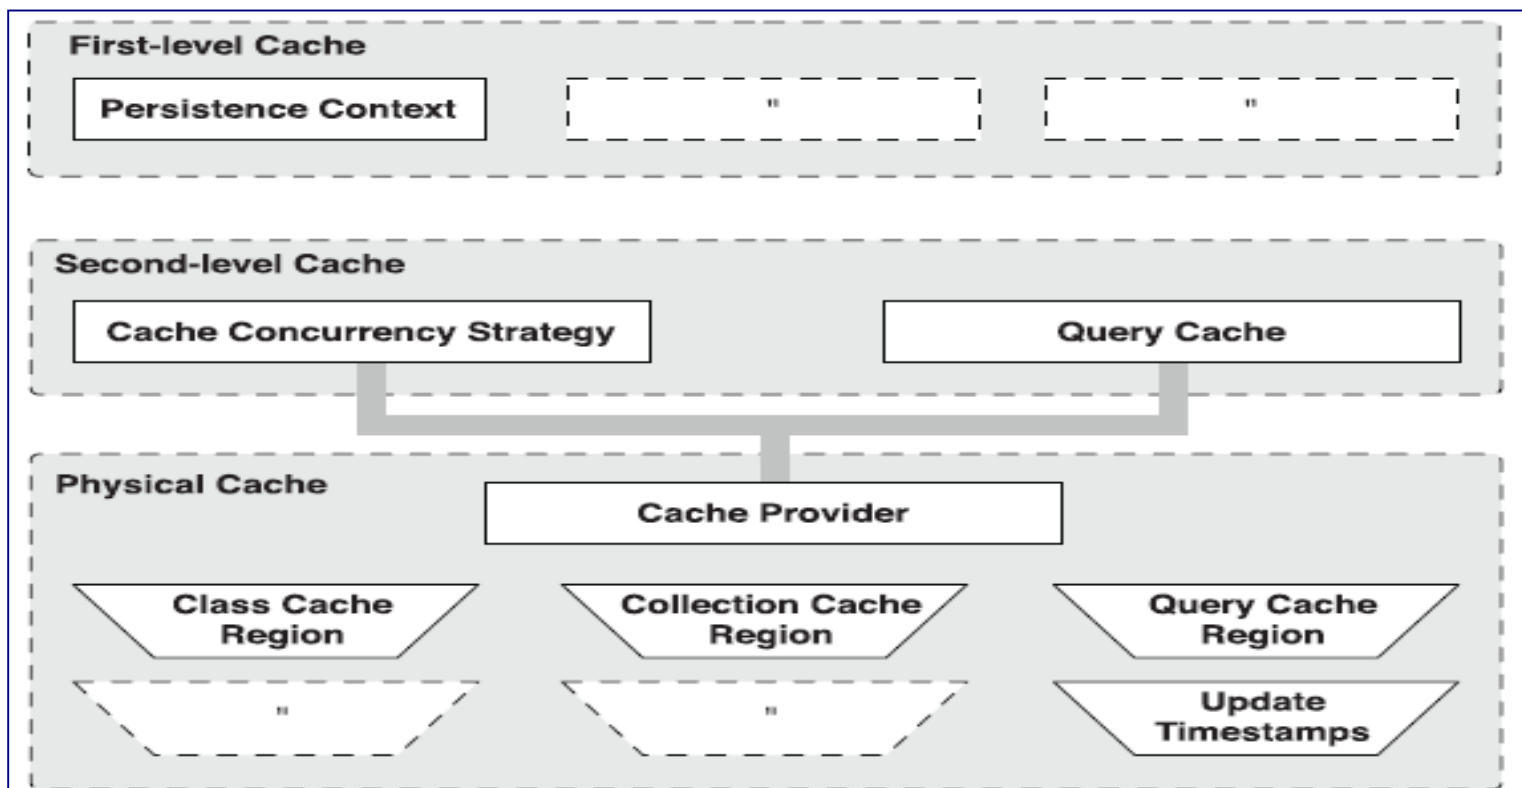 First-level Cache
Persistence Context
"
"
Second-level Cache
Cache Concurrency Strategy
Query Cache
Physical Cache
Cache Provider
Class Cache
Region
Collection Cache
Region
Query Cache
Region
"
"
Update
Timestamps